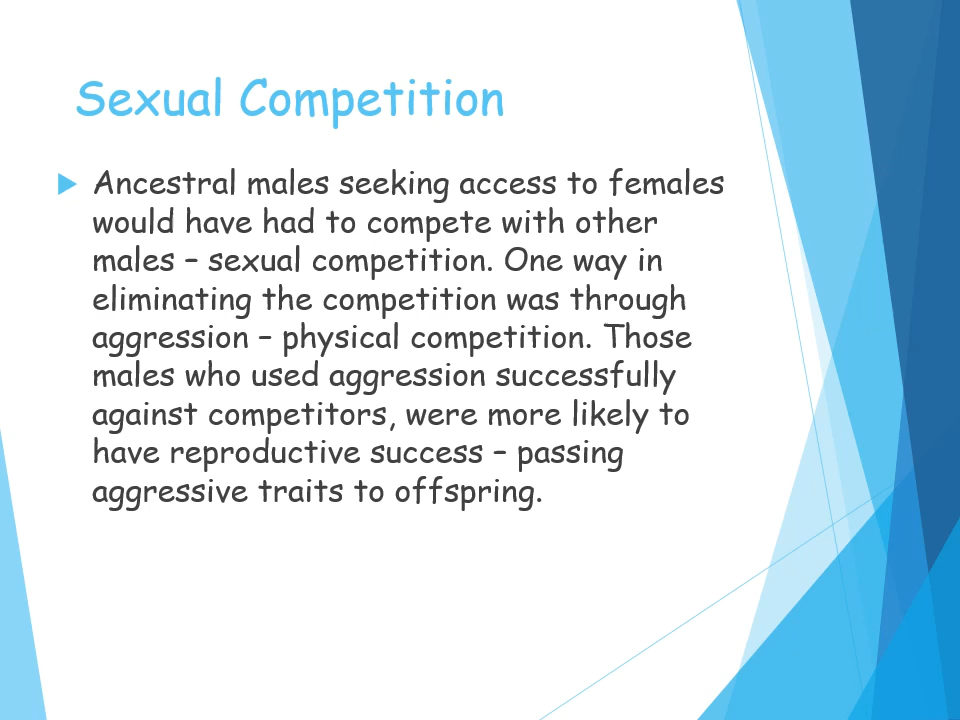 Sexual Competition
Ancestral males seeking access to females
would have had to compete with other
males – sexual competition. One way in
eliminating the competition was through
aggression – physical competition. Those
males who used aggression successfully
against competitors, were more likely to
have reproductive success – passing
aggressive traits to offspring.